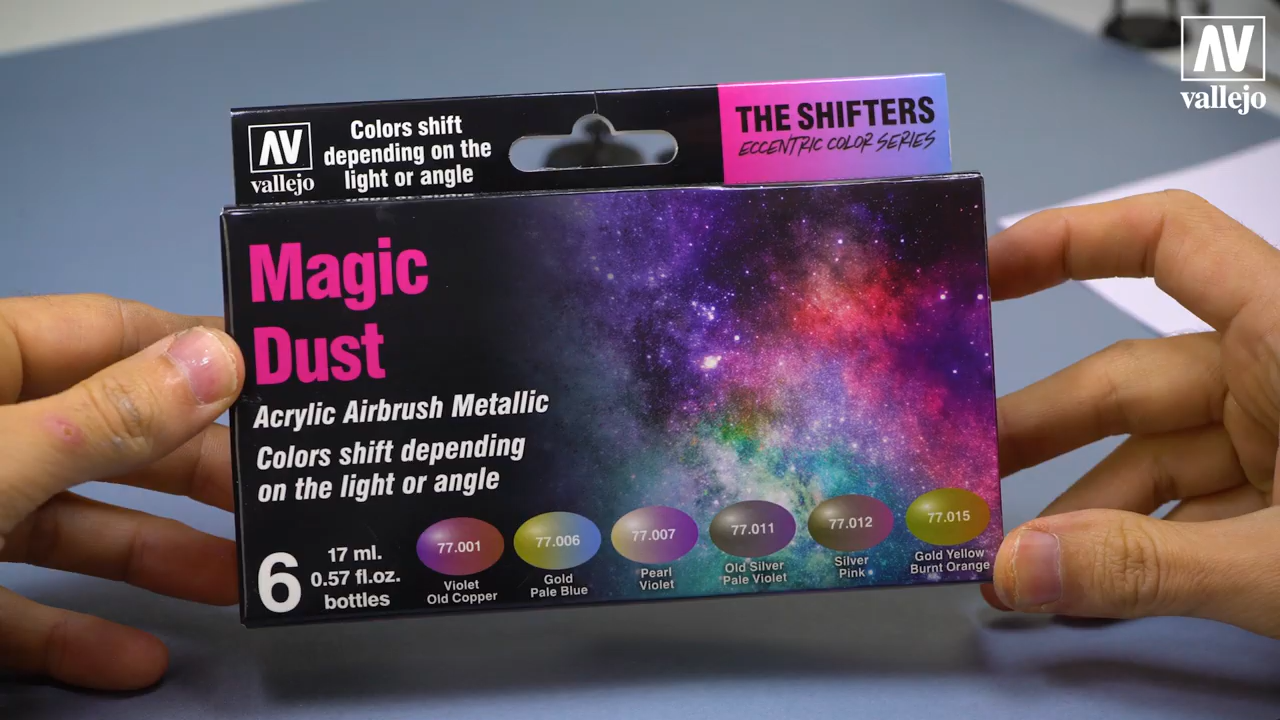 AV
vallejo
AV
vallejo
Colors shift
depending on the
light or angle
THE SHIFTERS
ECCENTRIC COLOR SERIES
Magic
Dust
Acrylic Airbrush Metallic
Colors shift depending
on the light or angle
6
17 ml.
0.57 fl.oz.
bottles
77.001
Violet
Old Copper
77.006
Gold
Pale Blue
77.007
Pearl
Violet
77.011
Old Silver
Pale Violet
77.012
Silver
Pink
77.015
Gold Yellow
Burnt Orange